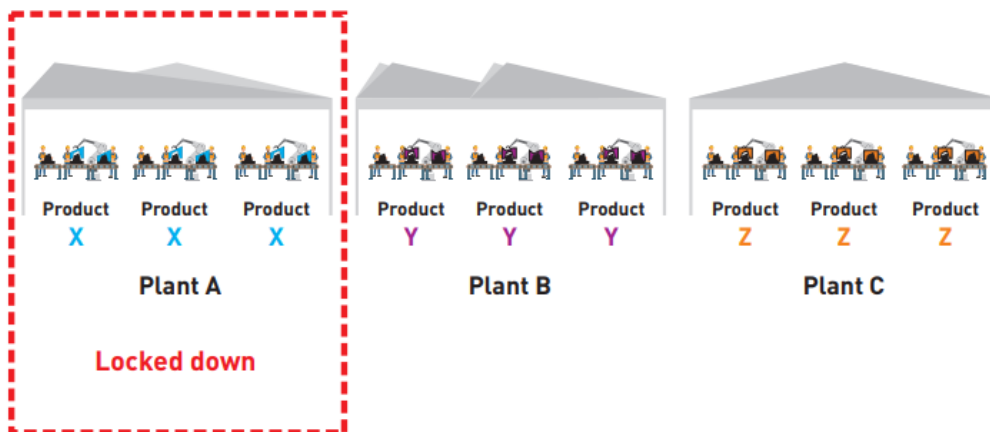 Product Product Product Product Product Product Product Product Product
X X X Y Y Y Z Z Z
Plant A Plant B Plant C
Locked down